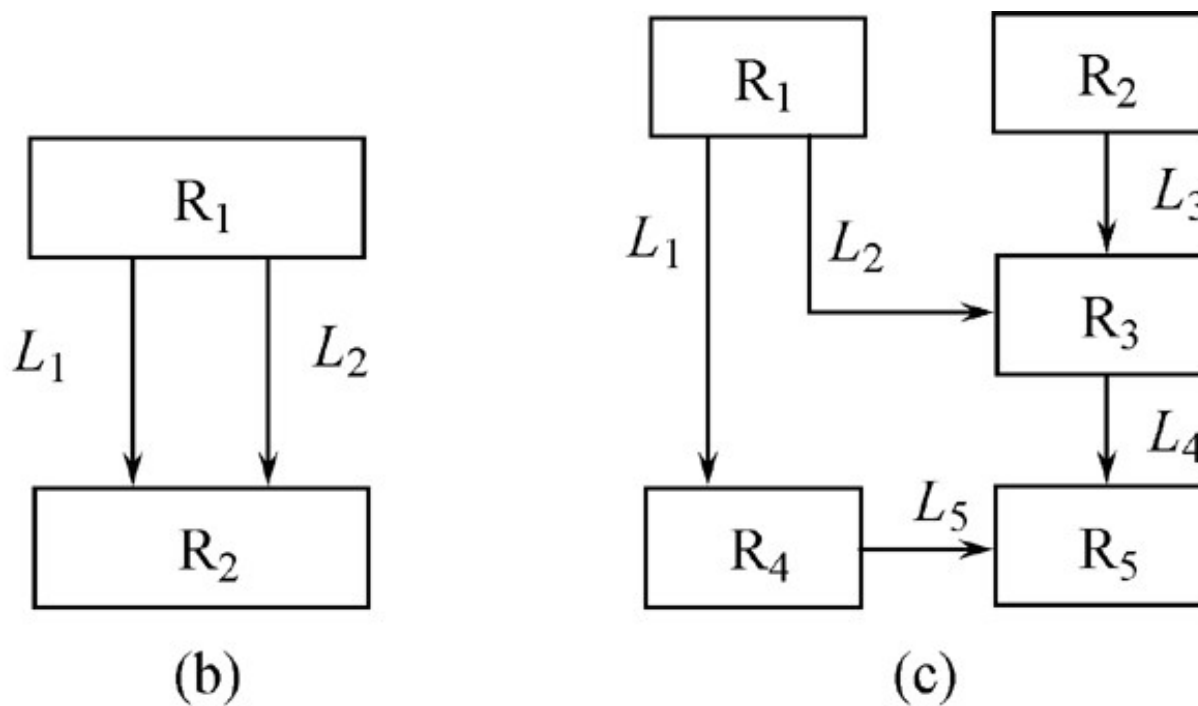 R₁
L₁
L₂
R₂
(b)
R₁
R₂
L₁
L₂
L₃
R₃
L₄
R₄
L₅
R₅
(c)